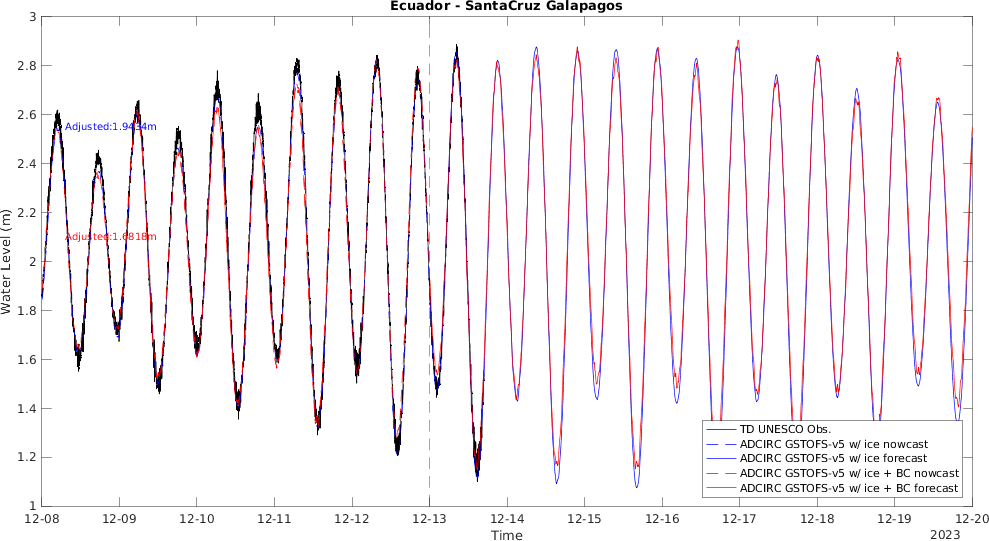 Ecuador - SantaCruz Galapagos
3
2.8
2.6
2.4
2.2
2
1.8
1.6
1.4
1.2
1
Water Level (m)
Adjusted:1.9434m
Adjusted:1.6818m
TD UNESCO Obs.
ADCIRC GSTOFS-v5 w/ ice nowcast
ADCIRC GSTOFS-v5 w/ ice forecast
ADCIRC GSTOFS-v5 w/ ice + BC nowcast
ADCIRC GSTOFS-v5 w/ ice + BC forecast
12-08 12-09 12-10 12-11 12-12 12-13 12-14 12-15 12-16 12-17 12-18 12-19 12-20
Time
2023